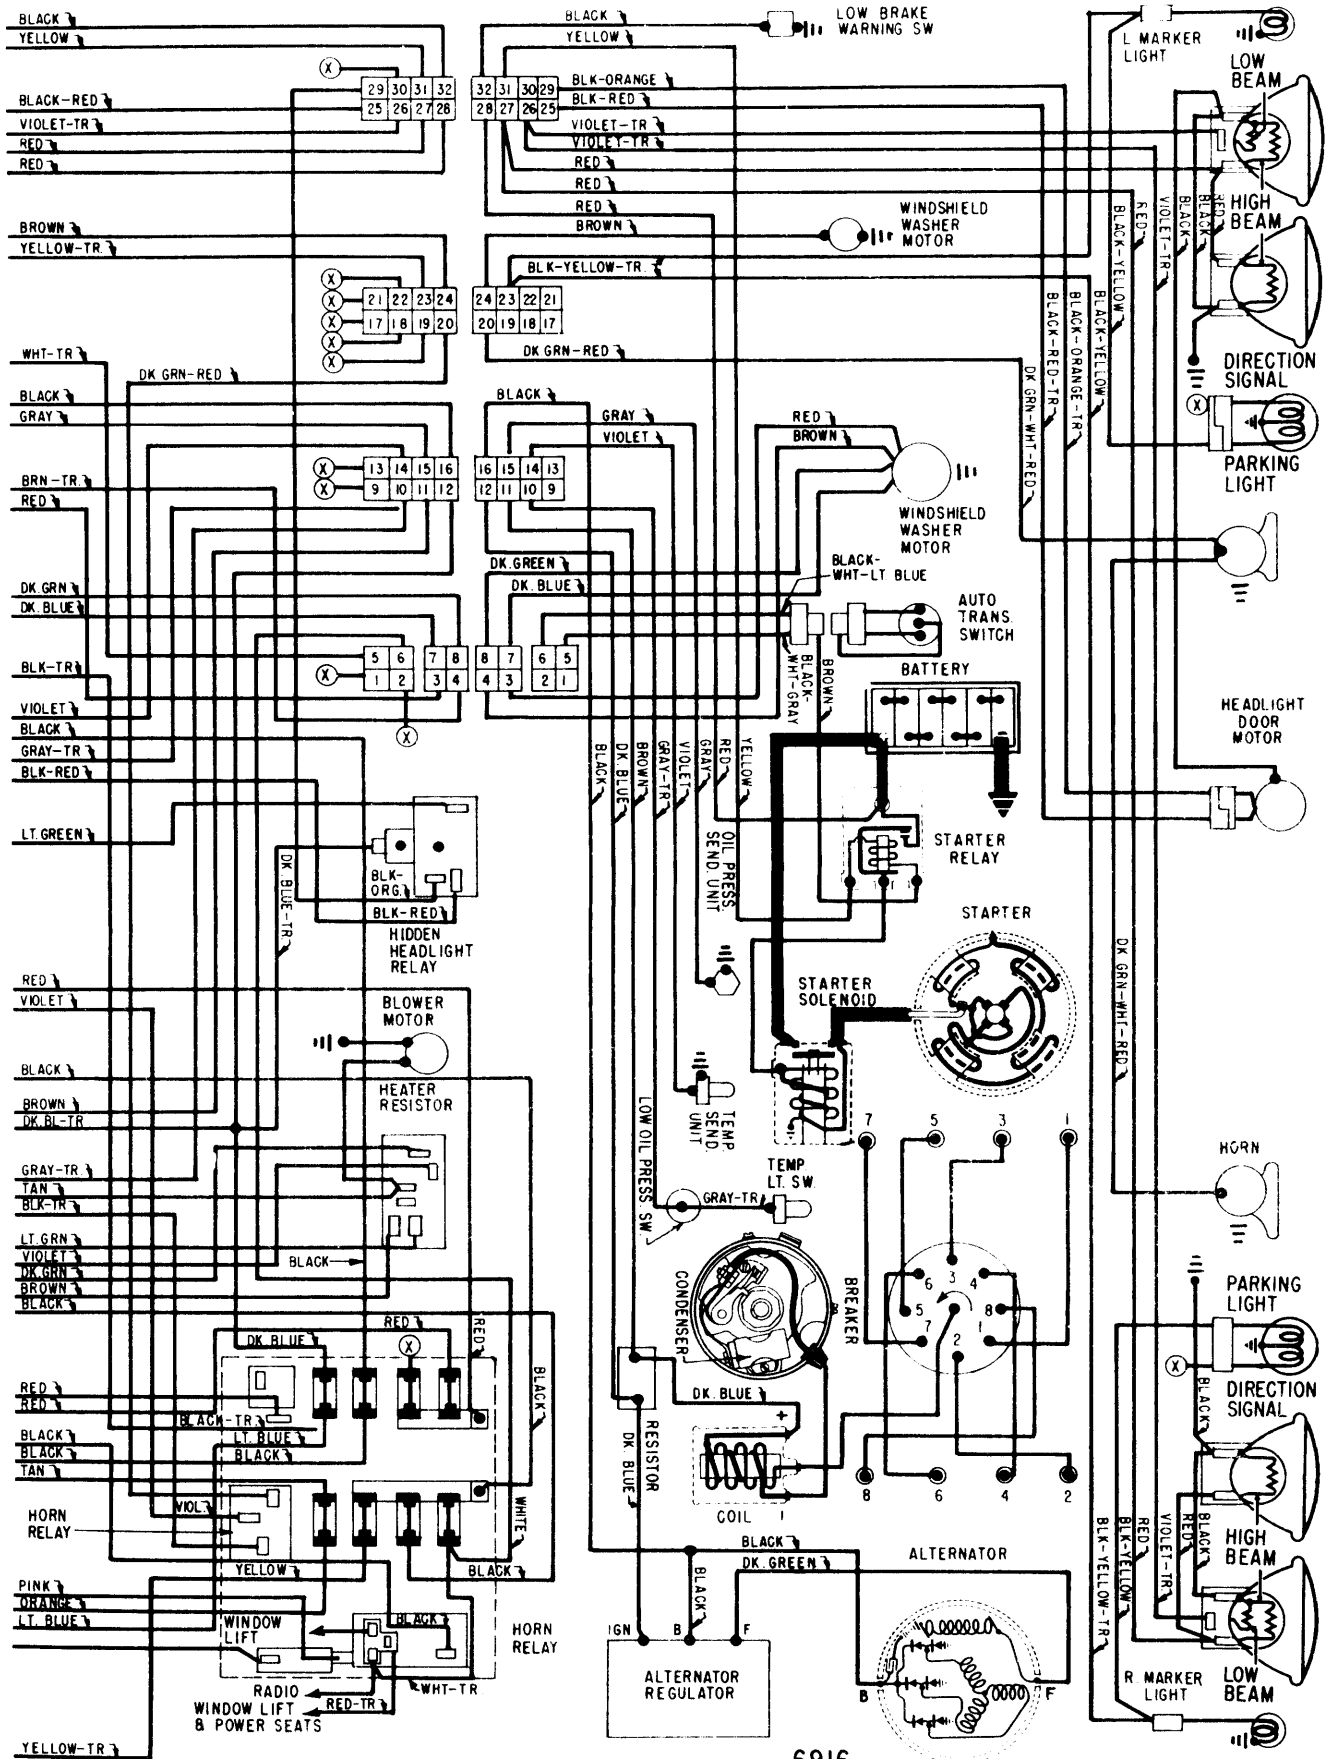 BLACK
YELLOW
BLACK-RED
VIOLET-TR
RED
RED
BROWN
YELLOW-TR.
WHT-TR
DK GRN-RED
BLACK
GRAY
BRN-TR.
RED
DK.GRN
DK.BLUE
BLK-TR
VIOLET
BLACK
GRAY-TR
BLK-RED
LT.GREEN
DK. BLUE-TR
BLK-
ORG.
BLK-RED
HIDDEN
HEADLIGHT
RELAY
RED
VIOLET
BLOWER
MOTOR
BLACK
HEATER
RESISTOR
BROWN
DK.BL-TR
GRAY-TR.
TAN
BLK-TR
LT.GRN
VIOLET
DK.GRN
BROWN
BLACK
BLACK
RED
DK.BLUE
RED
BLACK
RED
RED
BLACK-TR.
LT.BLUE
BLACK
BLACK
BLACK
TAN
VIOL.
HORN
RELAY
WHITE
YELLOW
BLACK
PINK
ORANGE
LT. BLUE
WINDOW
LIFT
BLACK
HORN
RELAY
WHT-TR
RADIO
WINDOW LIFT
& POWER SEATS
RED-TR
YELLOW-TR
X
29 30 31 32
25 26 27 28
32 31 30 29
28 27 26 25
X
X
X
X
X
21 22 23 24
17 18 19 20
24 23 22 21
20 19 18 17
X
X
13 14 15 16
9 10 11 12
16 15 14 13
12 11 10 9
X
5 6 7 8
1 2 3 4
8 7 6 5
4 3 2 1
X
X
BLACK
YELLOW
LOW BRAKE
WARNING SW
BLK-ORANGE
BLK-RED
VIOLET-TR
VIOLET-TR
RED
RED
RED
BROWN
WINDSHIELD
WASHER
MOTOR
BLK-YELLOW-TR.
DK GRN-RED
BLACK
GRAY
VIOLET
RED
BROWN
WINDSHIELD
WASHER
MOTOR
DK.GREEN
DK.BLUE
BLACK-
WHT-LT BLUE
AUTO
TRANS.
SWITCH
BLACK-
WHT-GRAY
BROWN
BATTERY
BLACK
DK.BLUE
BROWN
GRAY-TR
VIOLET
GRAY
RED
YELLOW
OIL PRESS.
SEND. UNIT
STARTER
RELAY
STARTER
STARTER
SOLENOID
TEMP.
SEND.
UNIT
LOW OIL PRESS. SW.
TEMP.
LT. SW.
GRAY-TR
CONDENSER
BREAKER
7 5 3 1
6 3 4
5 8
7 2 1
8 6 4 2
DK. BLUE
RESISTOR
DK. BLUE
+
COIL
BLACK
DK.GREEN
BLACK
ALTERNATOR
IGN B F
ALTERNATOR
REGULATOR
B F
6816
L MARKER
LIGHT
LOW
BEAM
HIGH
BEAM
RED
BLACK
BLACK
VIOLET-TR
RED
BLACK-YELLOW
BLACK-YELLOW
BLACK-ORANGE-TR
BLACK-RED-TR
DK GRN-WHT-RED
DIRECTION
SIGNAL
X
PARKING
LIGHT
HEADLIGHT
DOOR
MOTOR
DK GRN-WHT-RED
HORN
PARKING
LIGHT
X
DIRECTION
SIGNAL
BLACK
HIGH
BEAM
BLACK
RED
VIOLET-TR
RED
BLK-YELLOW
BLK-YELLOW-TR
LOW
BEAM
R. MARKER
LIGHT